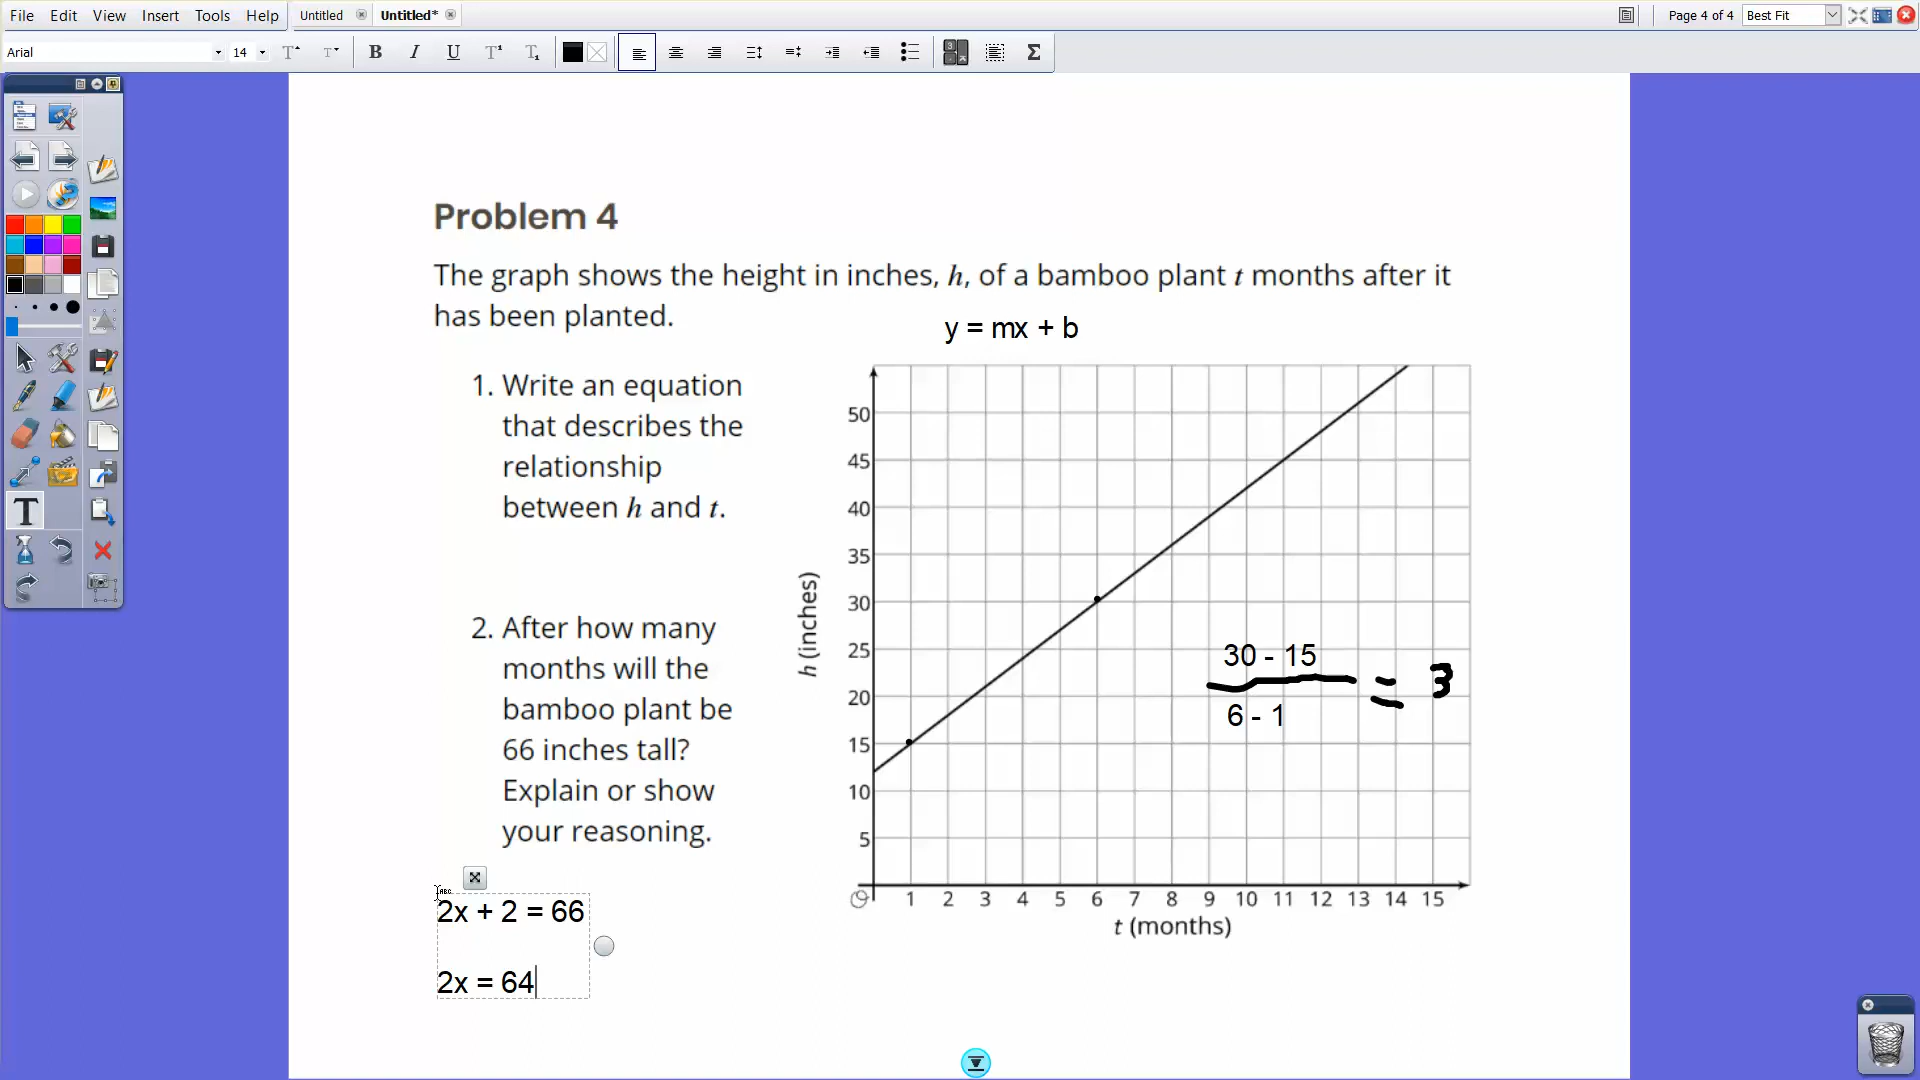 File Edit View Insert Tools Help Untitled Untitled* Page 4 of 4 Best Fit
Arial 14 T T B I U T¹ T, Σ
Problem 4
The graph shows the height in inches, h, of a bamboo plant t months after it
has been planted.
y = mx + b
1. Write an equation
that describes the
relationship
between h and t.
2. After how many
months will the
bamboo plant be
66 inches tall?
Explain or show
your reasoning.
2x + 2 = 66
2x = 64
h (inches)
50
45
40
35
30
25
20
15
10
5
30 - 15
6 - 1
= 3
1 2 3 4 5 6 7 8 9 10 11 12 13 14 15
t (months)
T
ABC